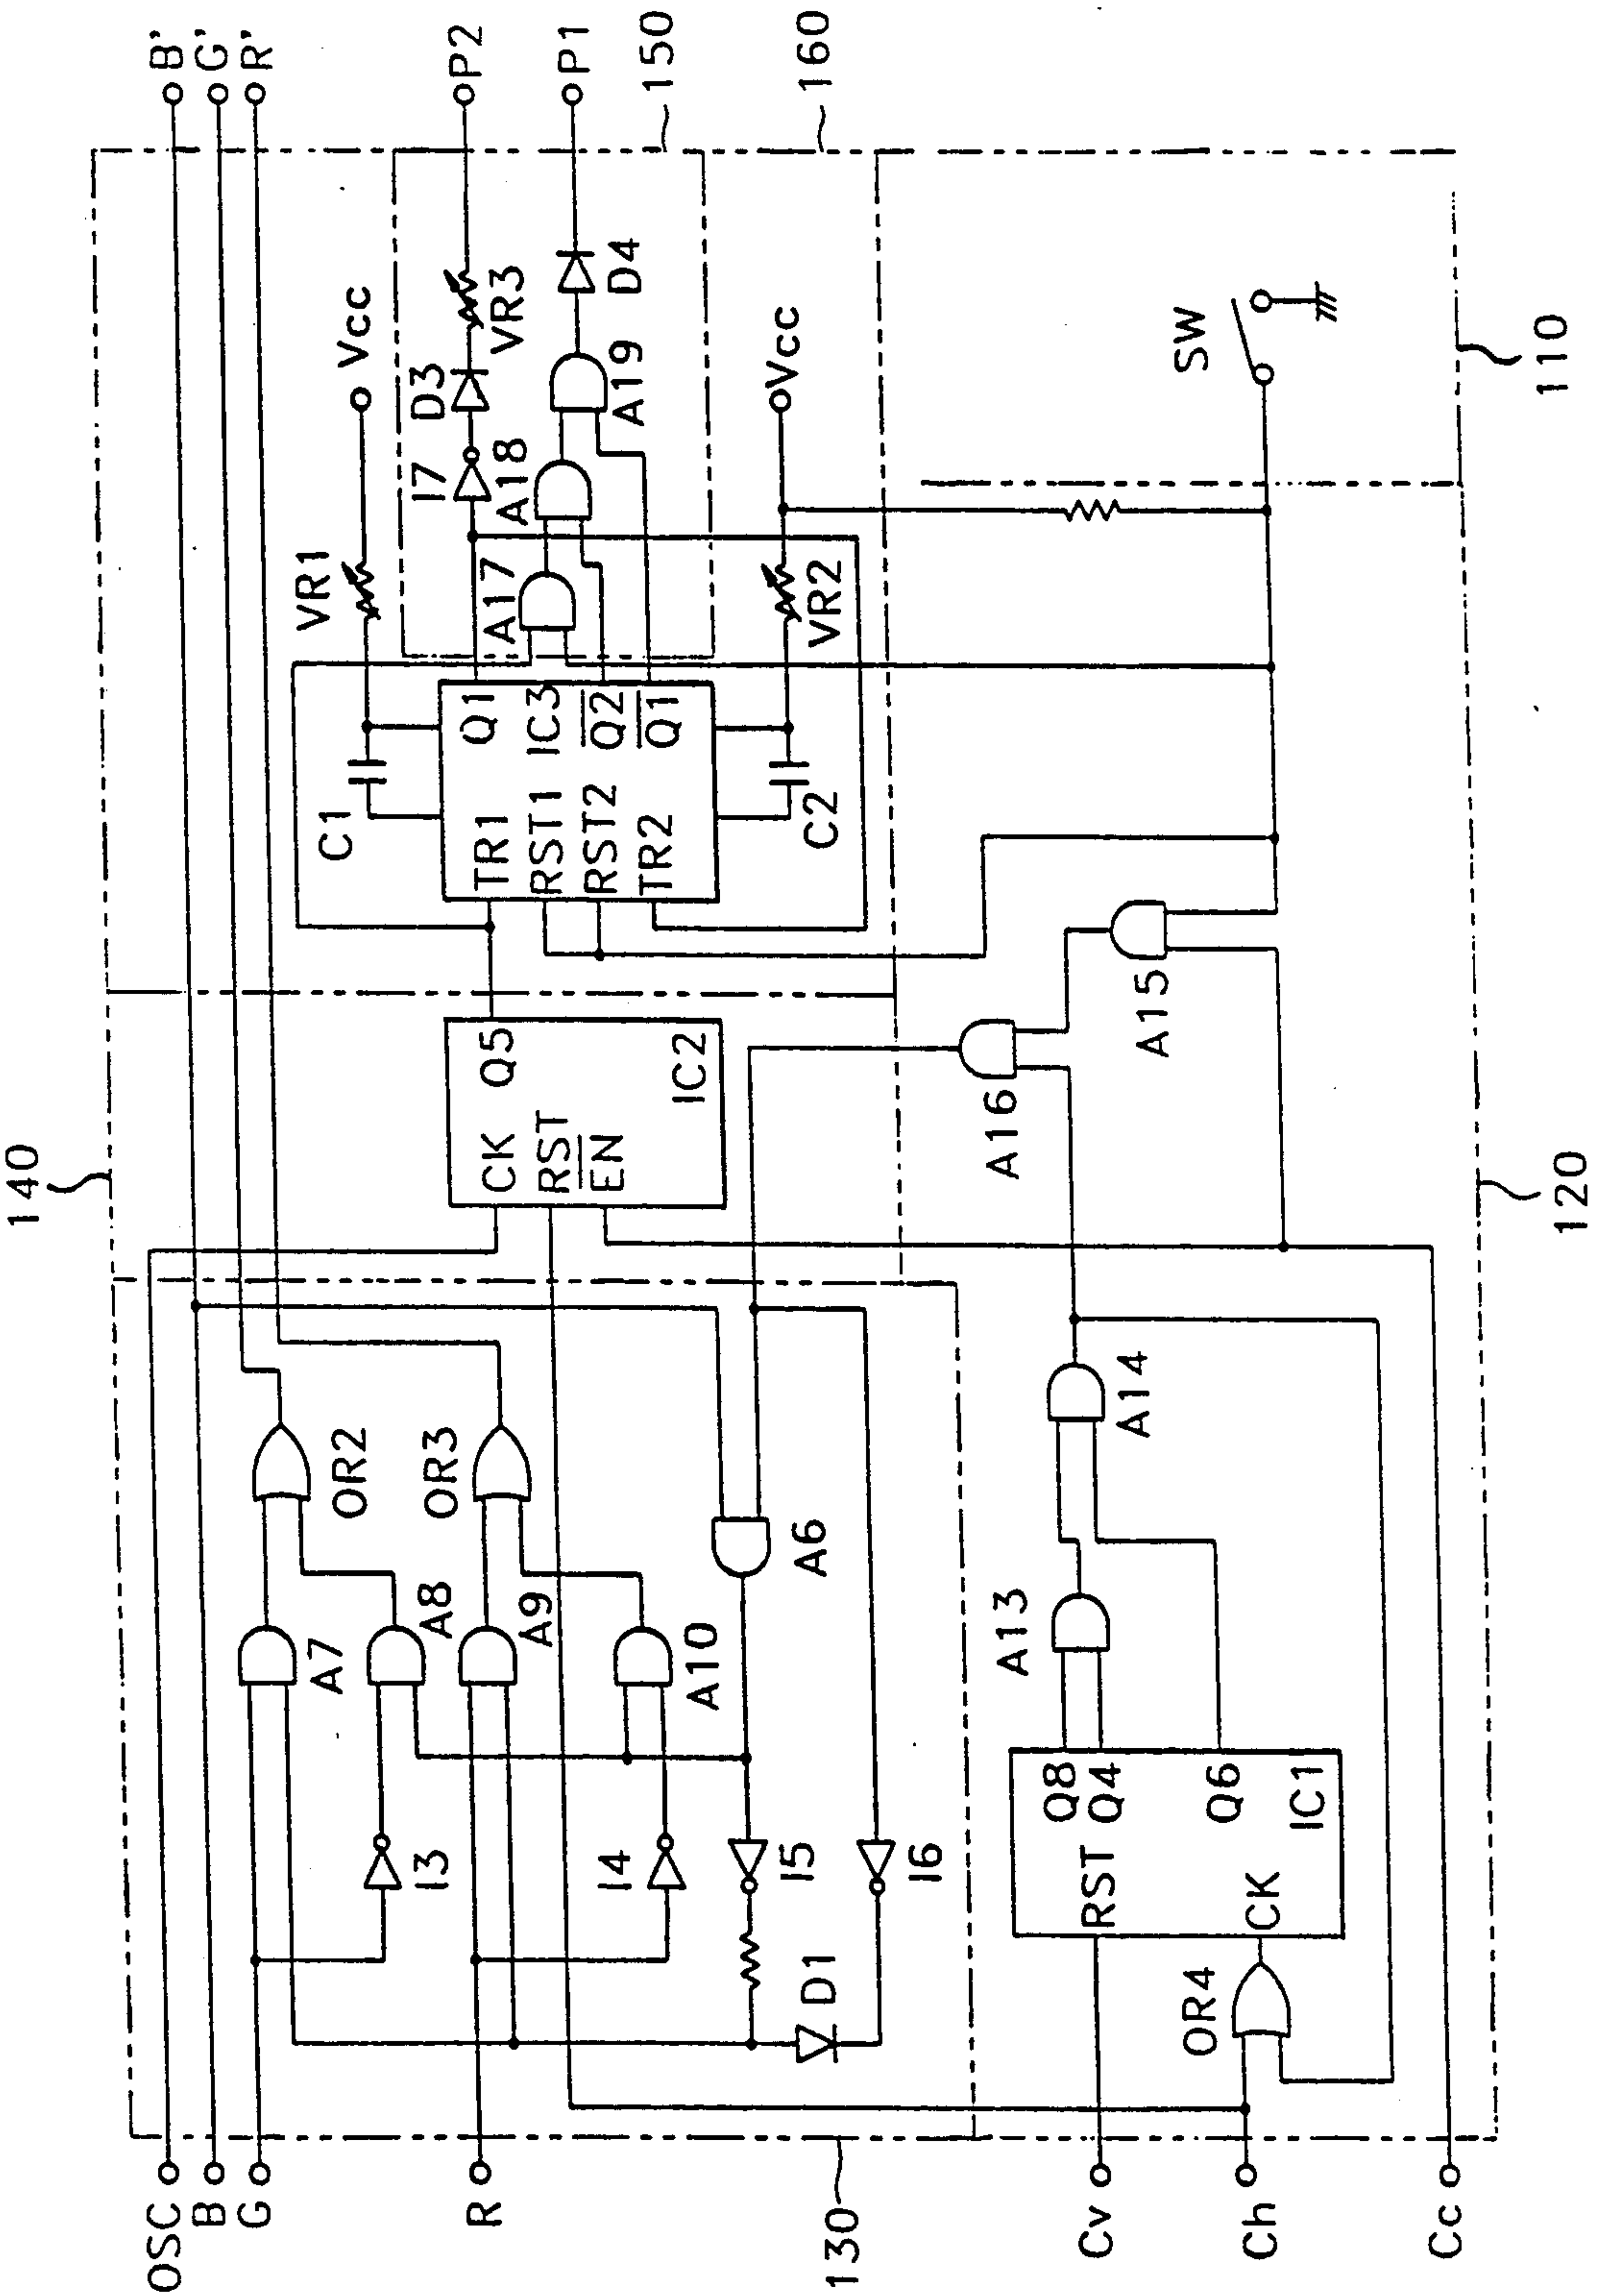 140
OSC
B
G
R
Cv
Ch
Cc
B'
G'
R'
P2
P1
150
160
110
120
130
OR2
OR3
A7
A8
A9
A10
I3
I4
I5
I6
D1
A6
CK
Q5
RST
EN
IC2
C1
VR1
Vcc
TR1
RST1
RST2
TR2
Q1
IC3
Q2
Q1
C2
VR2
Vcc
A17
A18
A19
I7
D3
VR3
D4
SW
A15
A16
A14
A13
Q8
Q4
Q6
RST
CK
IC1
OR4